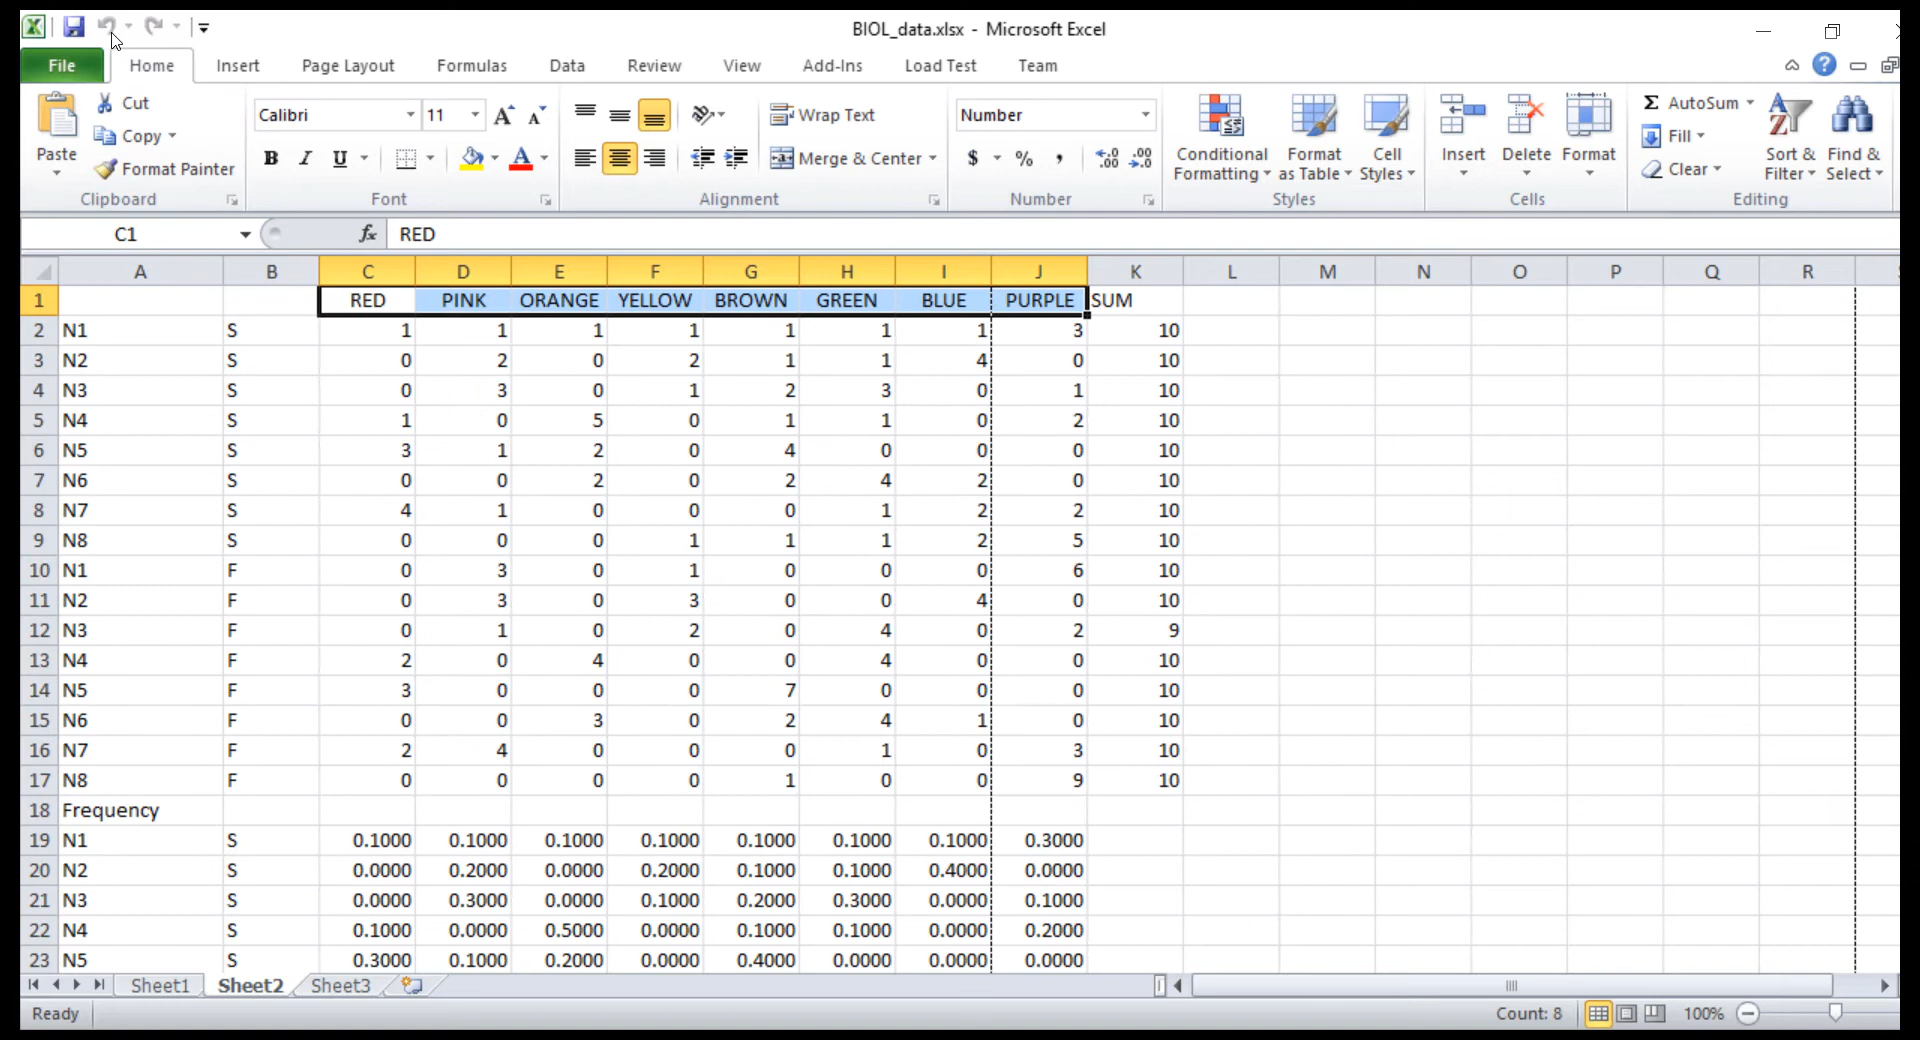 BIOL_data.xlsx - Microsoft Excel
File Home Insert Page Layout Formulas Data Review View Add-Ins Load Test Team
Paste Cut Copy Format Painter Clipboard
Calibri 11 B I U Font
Wrap Text Merge & Center Alignment
Number $ % , Number
Conditional Formatting Format as Table Cell Styles Styles
Insert Delete Format Cells
AutoSum Fill Clear Sort & Filter Find & Select Editing
C1 fx RED
A B C D E F G H I J K L M N O P Q R
1 RED PINK ORANGE YELLOW BROWN GREEN BLUE PURPLE SUM
2 N1 S 1 1 1 1 1 1 1 3 10
3 N2 S 0 2 0 2 1 1 4 0 10
4 N3 S 0 3 0 1 2 3 0 1 10
5 N4 S 1 0 5 0 1 1 0 2 10
6 N5 S 3 1 2 0 4 0 0 0 10
7 N6 S 0 0 2 0 2 4 2 0 10
8 N7 S 4 1 0 0 0 1 2 2 10
9 N8 S 0 0 0 1 1 1 2 5 10
10 N1 F 0 3 0 1 0 0 0 6 10
11 N2 F 0 3 0 3 0 0 4 0 10
12 N3 F 0 1 0 2 0 4 0 2 9
13 N4 F 2 0 4 0 0 4 0 0 10
14 N5 F 3 0 0 0 7 0 0 0 10
15 N6 F 0 0 3 0 2 4 1 0 10
16 N7 F 2 4 0 0 0 1 0 3 10
17 N8 F 0 0 0 0 1 0 0 9 10
18 Frequency
19 N1 S 0.1000 0.1000 0.1000 0.1000 0.1000 0.1000 0.1000 0.3000
20 N2 S 0.0000 0.2000 0.0000 0.2000 0.1000 0.1000 0.4000 0.0000
21 N3 S 0.0000 0.3000 0.0000 0.1000 0.2000 0.3000 0.0000 0.1000
22 N4 S 0.1000 0.0000 0.5000 0.0000 0.1000 0.1000 0.0000 0.2000
23 N5 S 0.3000 0.1000 0.2000 0.0000 0.4000 0.0000 0.0000 0.0000
Sheet1 Sheet2 Sheet3
Ready Count: 8 100%